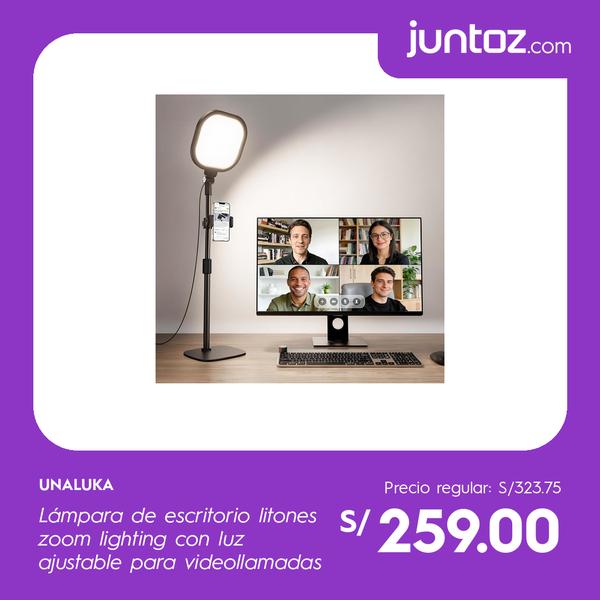 juntoz.com
UNALUKA
Lámpara de escritorio litones
zoom lighting con luz
ajustable para videollamadas
Precio regular: S/323.75
S/259.00